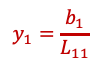 y₁ = b₁ / L₁₁